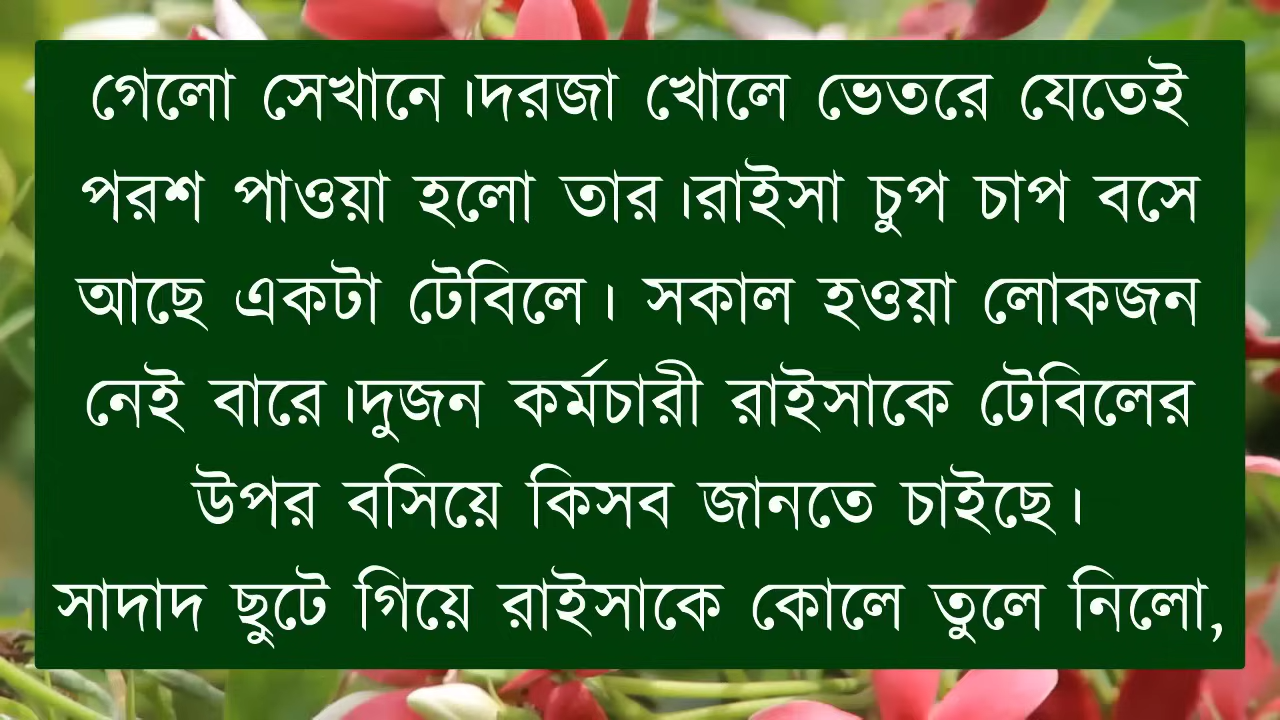 গেলো সেখানে।দরজা খোলে ভেতরে যেতেই
পরশ পাওয়া হলো তার।রাইসা চুপ চাপ বসে
আছে একটা টেবিলে। সকাল হওয়া লোকজন
নেই বারে।দুজন কর্মচারী রাইসাকে টেবিলের
উপর বসিয়ে কিসব জানতে চাইছে।
সাদাদ ছুটে গিয়ে রাইসাকে কোলে তুলে নিলো,